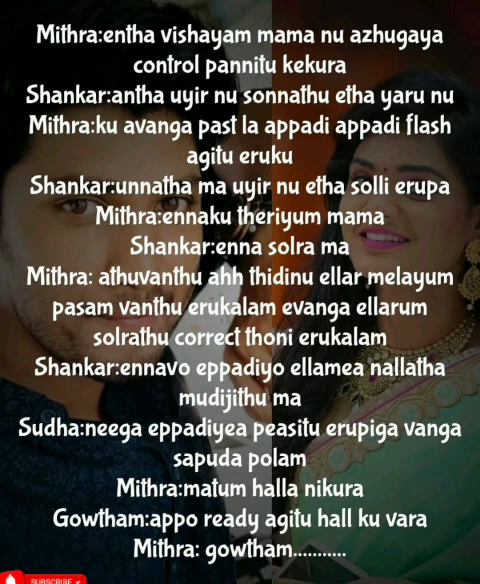 Mithra:entha vishayam mama nu azhugaya
control pannitu kekura
Shankar:antha uyir nu sonnathu etha yaru nu
Mithra:ku avanga past la appadi appadi flash
agitu eruku
Shankar:unnatha ma uyir nu etha solli erupa
Mithra:ennaku theriyum mama
Shankar:enna solra ma
Mithra: athuvanthu ahh thidinu ellar melayum
pasam vanthu erukalam evanga ellarum
solrathu correct thoni erukalam
Shankar:ennavo eppadiyo ellamea nallatha
mudijithu ma
Sudha:neega eppadiyea peasitu erupiga vanga
sapuda polam
Mithra:matum halla nikura
Gowtham:appo ready agitu hall ku vara
Mithra: gowtham...........
SUBSCRIBE